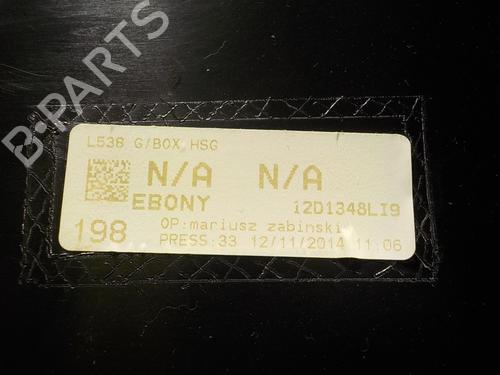 B-PARTS
L538 G/BOX HSG
N/A N/A
EBONY 12D1348LI9
198 OP:mariusz zabinski
PRESS:33 12/11/2014 11:06